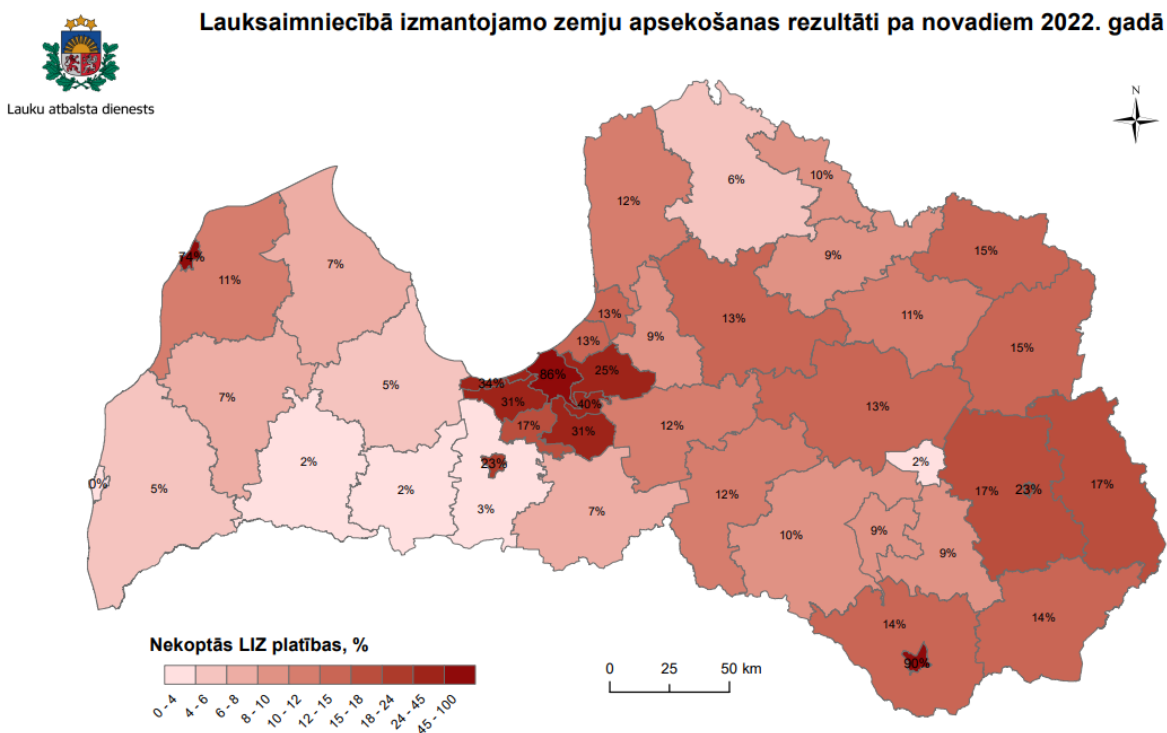 Lauksaimniecībā izmantojamo zemju apsekošanas rezultāti pa novadiem 2022. gadā
Lauku atbalsta dienests
N
6%
10%
12%
15%
9%
74%
7%
11%
13%
11%
13%
9%
13%
15%
86%
25%
34%
5%
31%
40%
7%
13%
17%
31%
12%
2%
23%
2%
0%
5%
2%
17%
23%
17%
12%
3%
7%
10%
9%
9%
14%
14%
90%
Nekoptās LIZ platības, %
0 - 4
4 - 6
6 - 8
8 - 10
10 - 12
12 - 15
15 - 18
18 - 24
24 - 45
45 - 100
0 25 50 km